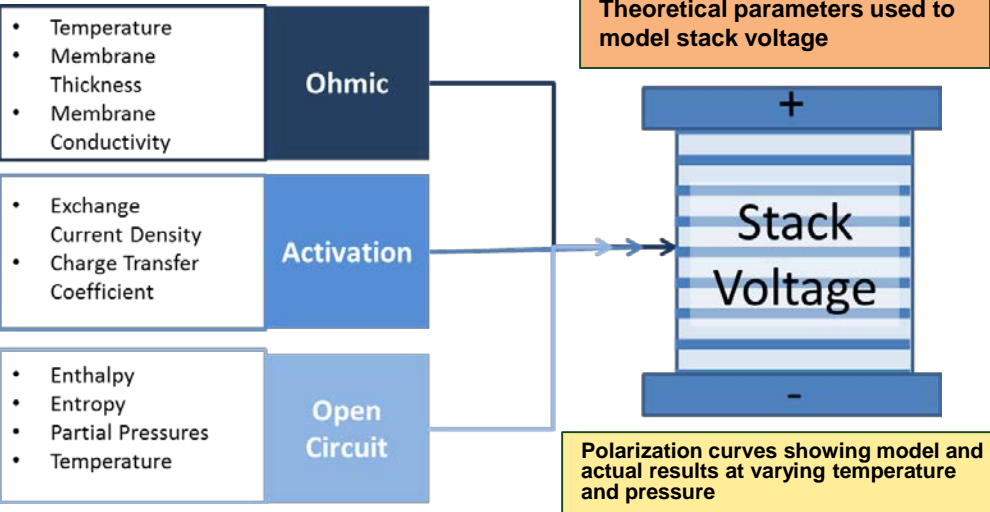 • Temperature
• Membrane
Thickness
• Membrane
Conductivity
Ohmic
• Exchange
Current Density
• Charge Transfer
Coefficient
Activation
• Enthalpy
• Entropy
• Partial Pressures
• Temperature
Open
Circuit
Theoretical parameters used to
model stack voltage
+
Stack
Voltage
-
Polarization curves showing model and
actual results at varying temperature
and pressure